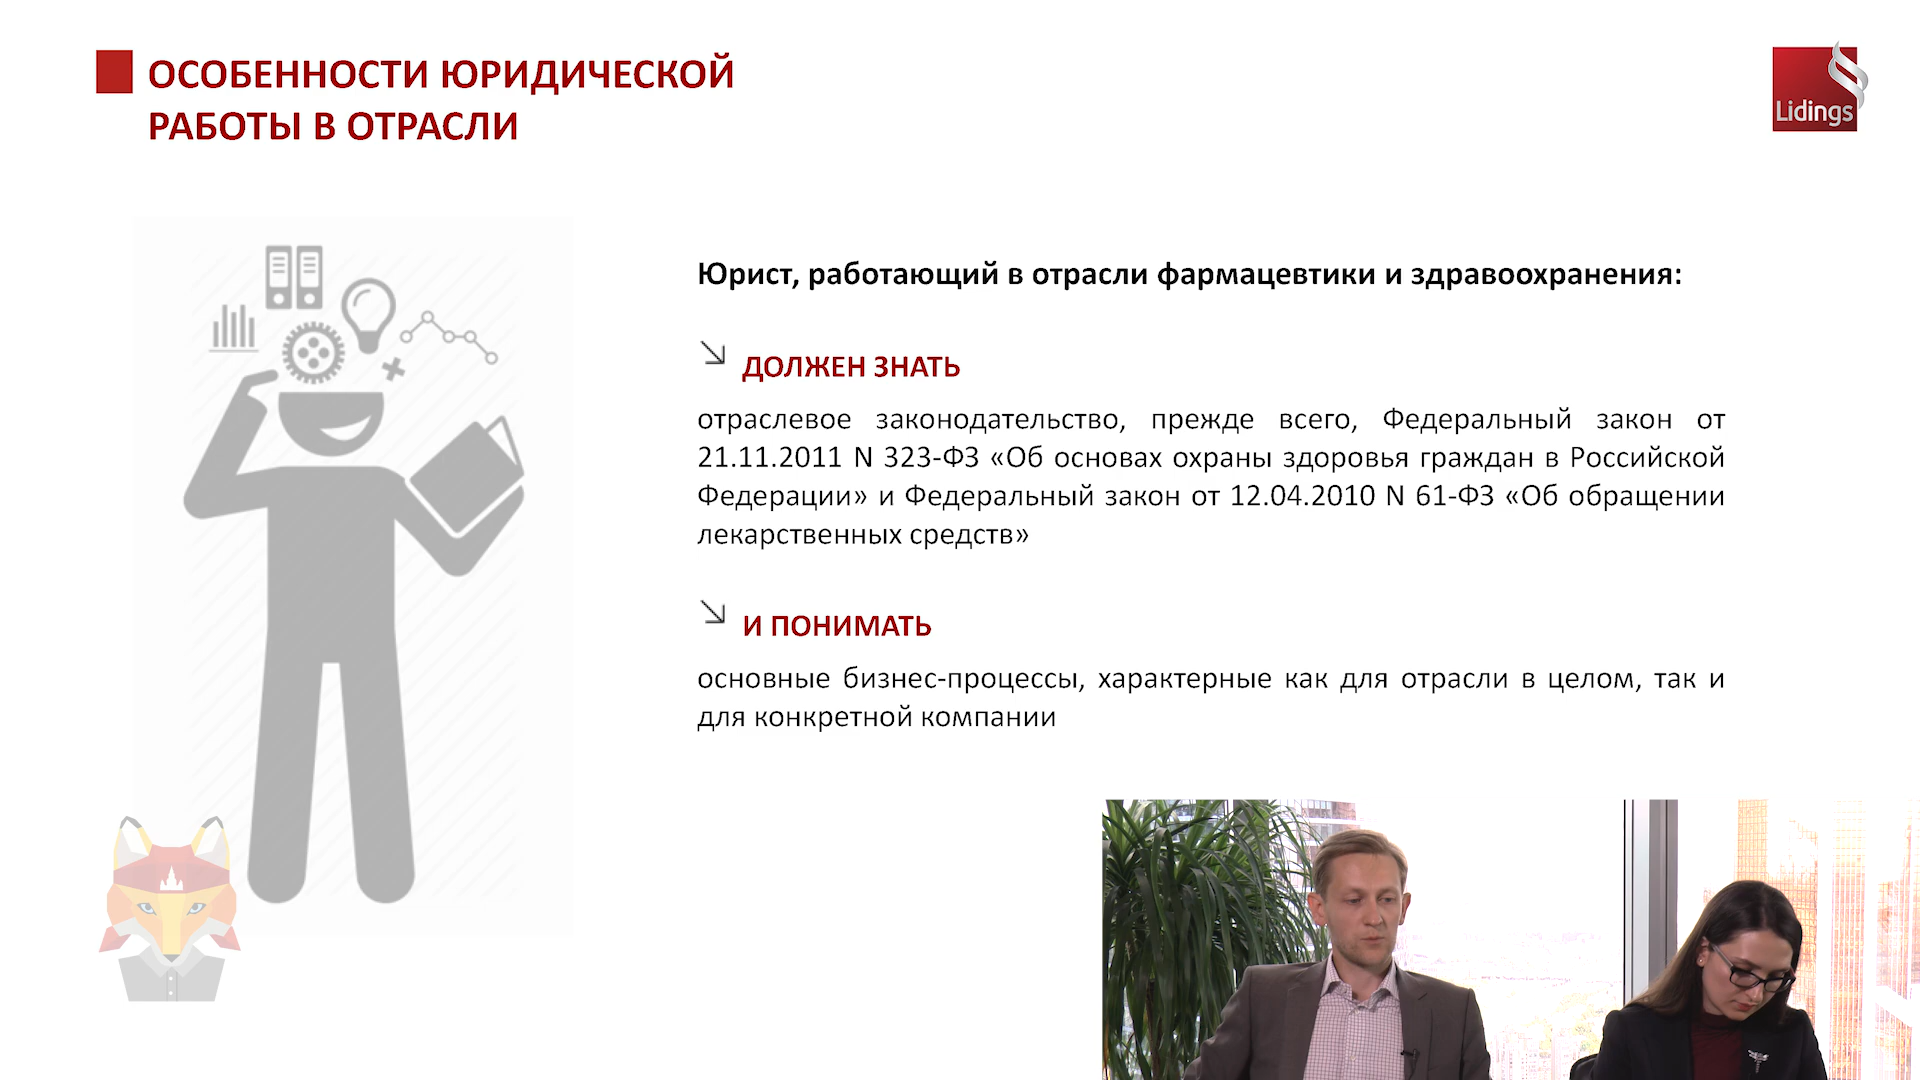 ОСОБЕННОСТИ ЮРИДИЧЕСКОЙ
РАБОТЫ В ОТРАСЛИ
Lidings
Юрист, работающий в отрасли фармацевтики и здравоохранения:
ДОЛЖЕН ЗНАТЬ
отраслевое законодательство, прежде всего, Федеральный закон от
21.11.2011 N 323-ФЗ «Об основах охраны здоровья граждан в Российской
Федерации» и Федеральный закон от 12.04.2010 N 61-ФЗ «Об обращении
лекарственных средств»
И ПОНИМАТЬ
основные бизнес-процессы, характерные как для отрасли в целом, так и
для конкретной компании